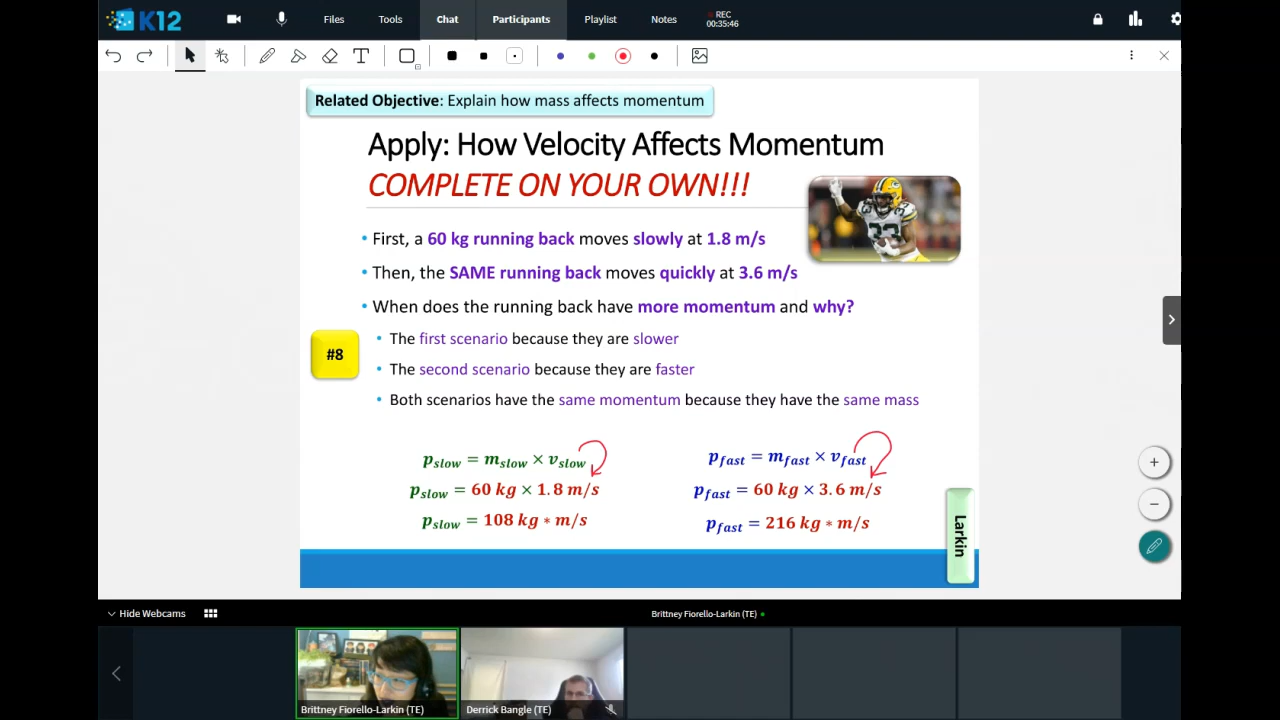 K12
Files
Tools
Chat
Participants
Playlist
Notes
REC
00:35:46
T
Related Objective: Explain how mass affects momentum
Apply: How Velocity Affects Momentum
COMPLETE ON YOUR OWN!!!
• First, a 60 kg running back moves slowly at 1.8 m/s
• Then, the SAME running back moves quickly at 3.6 m/s
• When does the running back have more momentum and why?
#8
• The first scenario because they are slower
• The second scenario because they are faster
• Both scenarios have the same momentum because they have the same mass
p_slow = m_slow × v_slow
p_slow = 60 kg × 1.8 m/s
p_slow = 108 kg ∗ m/s
p_fast = m_fast × v_fast
p_fast = 60 kg × 3.6 m/s
p_fast = 216 kg ∗ m/s
Larkin
33
Hide Webcams
Brittney Fiorello-Larkin (TE)
Brittney Fiorello-Larkin (TE)
Derrick Bangle (TE)